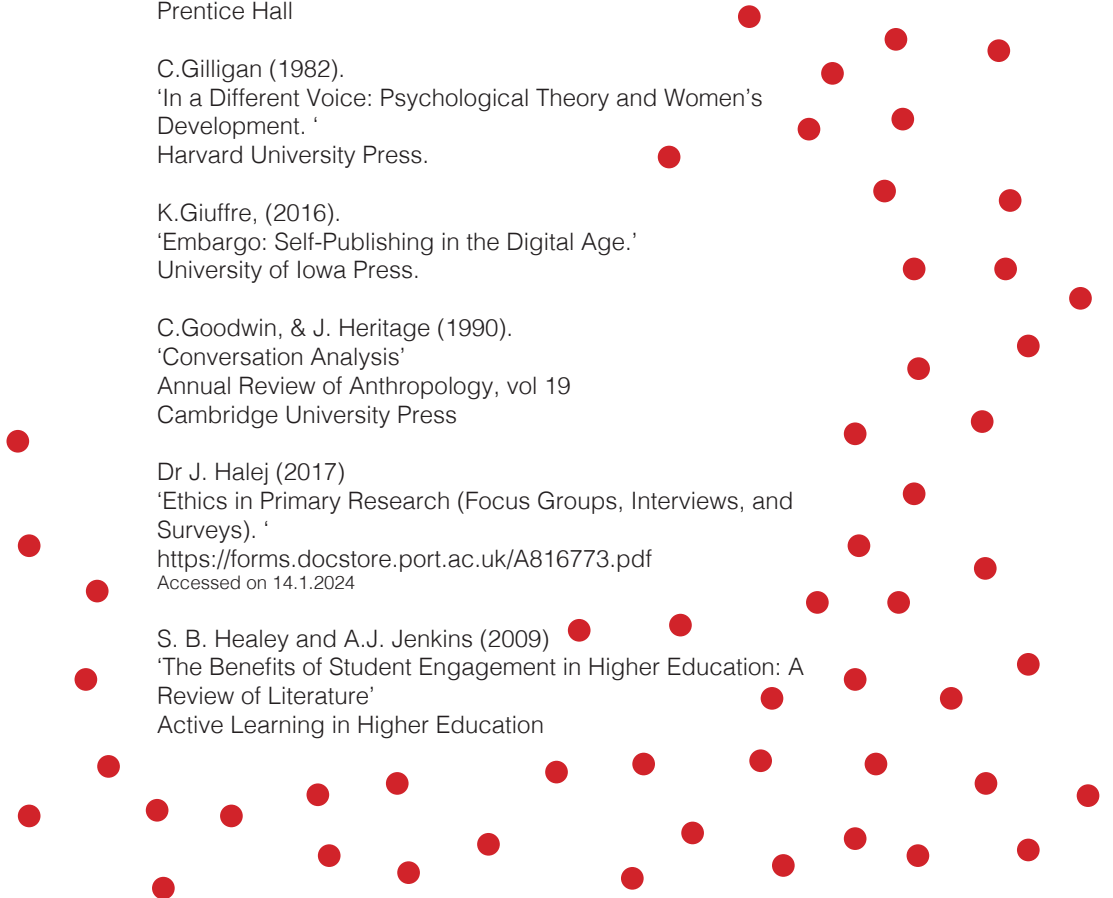 Prentice Hall
C.Gilligan (1982).
‘In a Different Voice: Psychological Theory and Women’s
Development. ‘
Harvard University Press.
K.Giuffre, (2016).
‘Embargo: Self-Publishing in the Digital Age.’
University of Iowa Press.
C.Goodwin, & J. Heritage (1990).
‘Conversation Analysis’
Annual Review of Anthropology, vol 19
Cambridge University Press
Dr J. Halej (2017)
‘Ethics in Primary Research (Focus Groups, Interviews, and
Surveys). ‘
https://forms.docstore.port.ac.uk/A816773.pdf
Accessed on 14.1.2024
S. B. Healey and A.J. Jenkins (2009)
‘The Benefits of Student Engagement in Higher Education: A
Review of Literature’
Active Learning in Higher Education